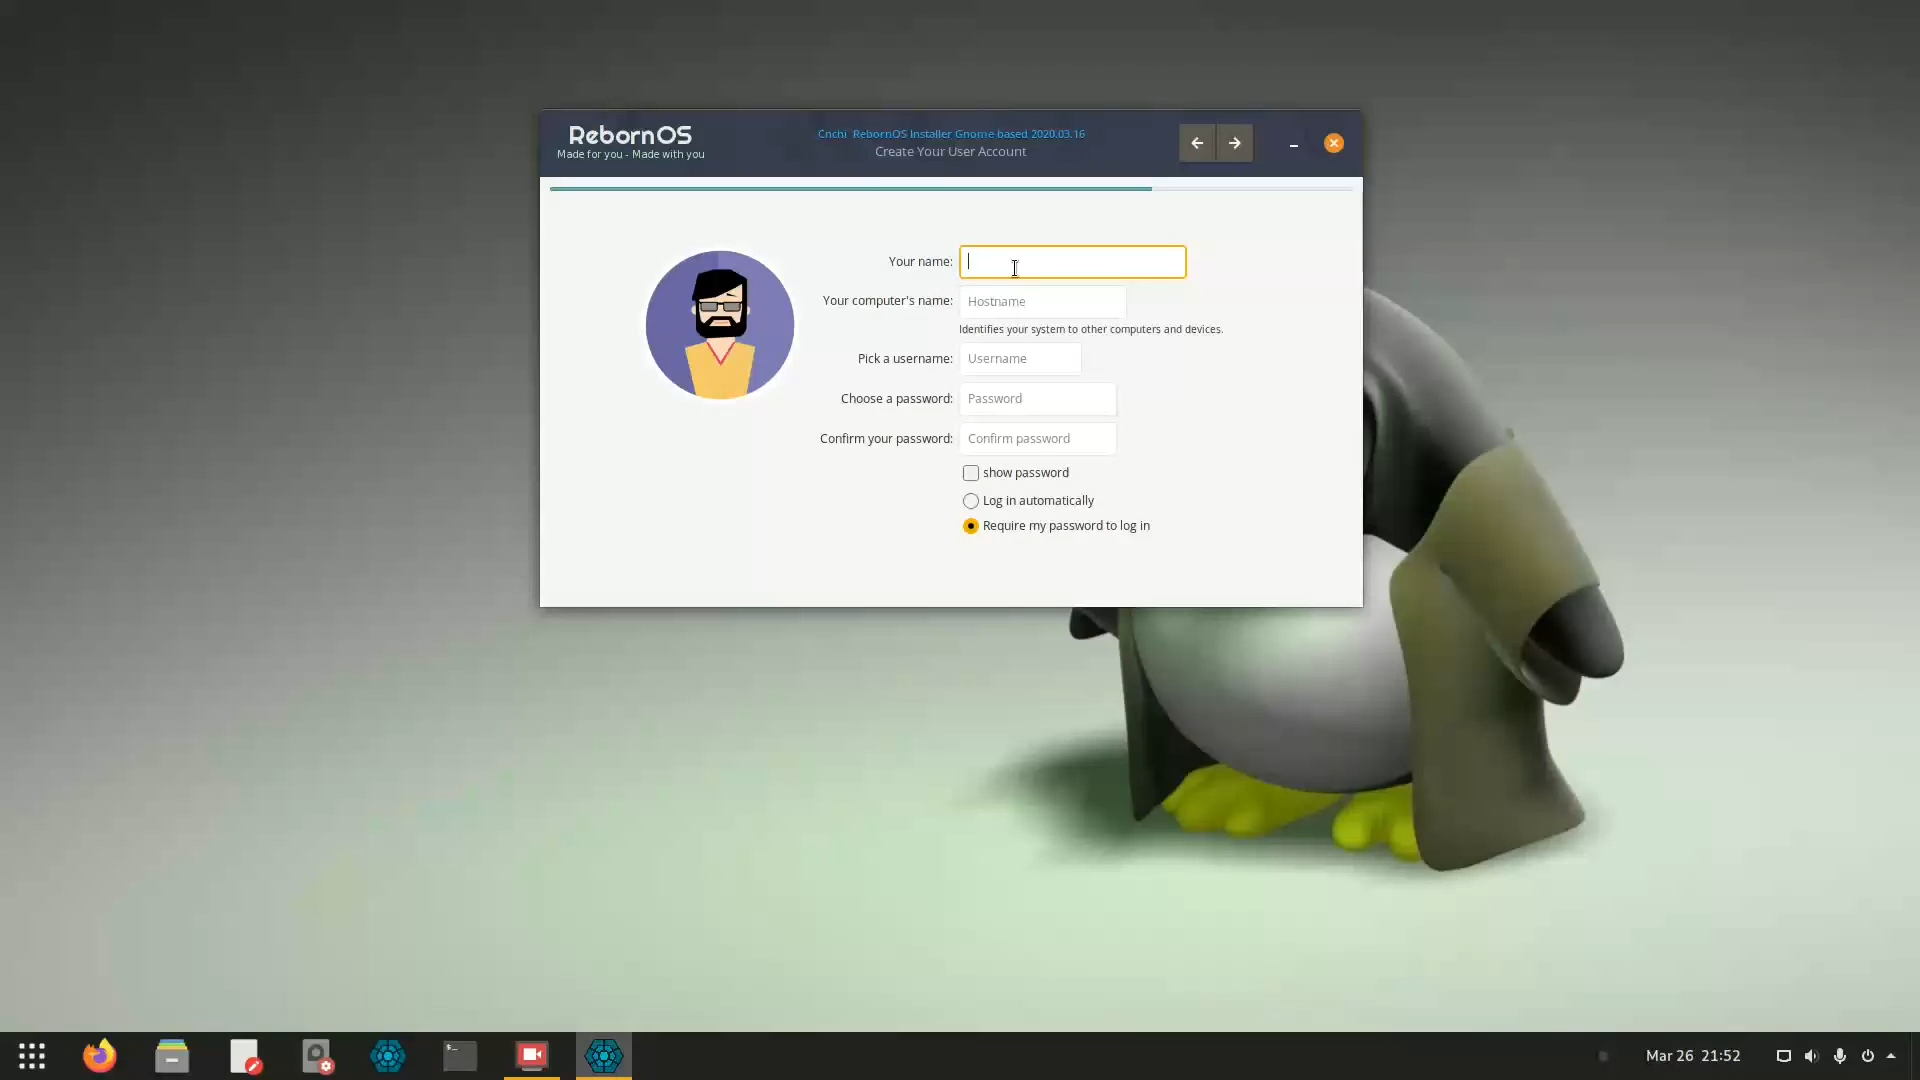 RebornOS
Made for you - Made with you
Cnchi RebornOS Installer Gnome based 2020.03.16
Create Your User Account
Your name:
Your computer's name: Hostname
Identifies your system to other computers and devices.
Pick a username: Username
Choose a password: Password
Confirm your password: Confirm password
show password
Log in automatically
Require my password to log in
Mar 26 21:52